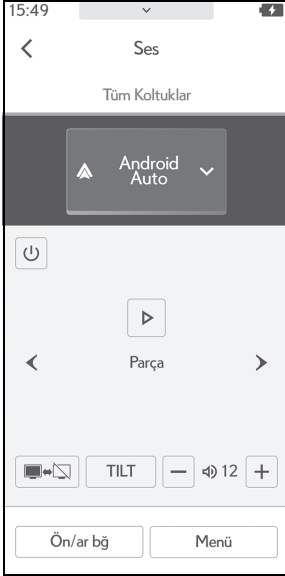 15:49
Ses
Tüm Koltuklar
Android
Auto
Parça
TILT
12
Ön/ar bğ
Menü